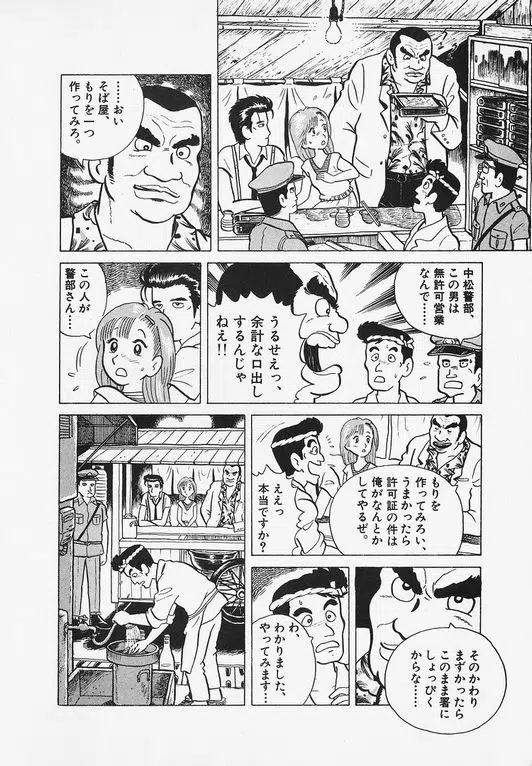 ……おい
そば屋、
もりを一つ
作ってみろ。
中松警部、
この男は
無許可営業
なんで……
うるせえっ、
余計な口出し
するんじゃ
ねえ!!
この人が
警部さん…
もりを
作ってみろい、
うまかったら
許可証の件は
俺がなんとか
してやるぜ。
ええっ
本当ですか?
そのかわり
まずかったら
このまま署に
しょっぴく
からな……
わ、
わかりました、
やってみます…